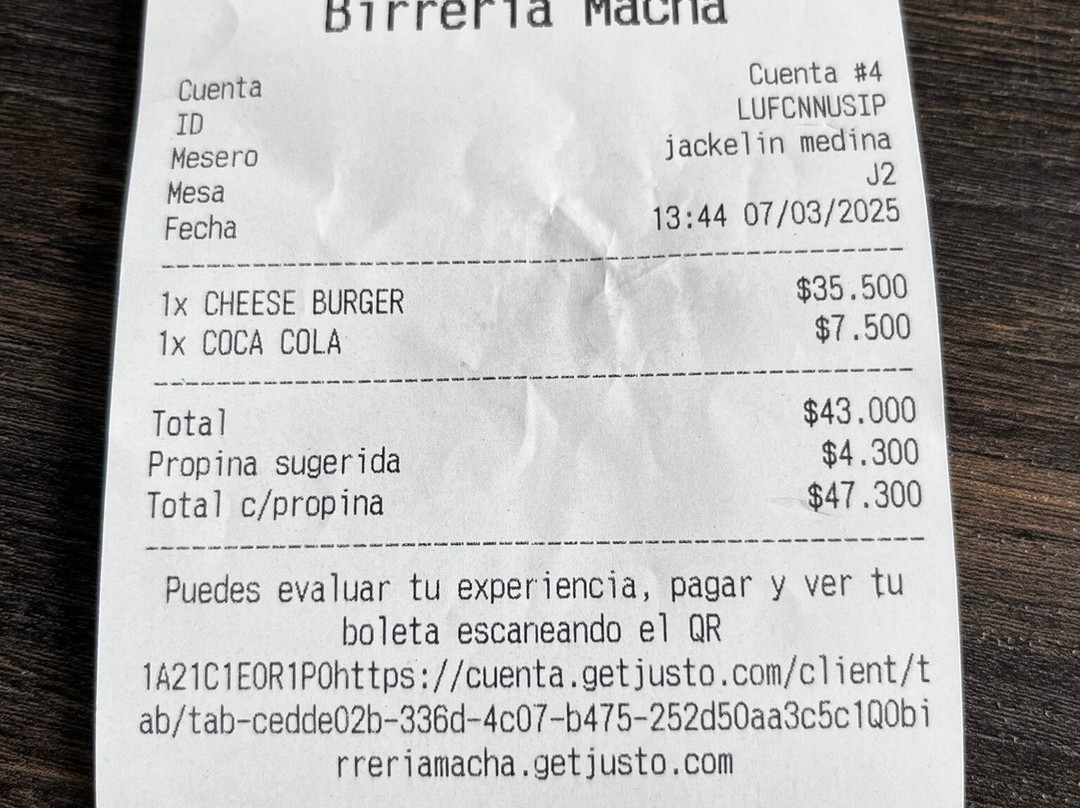 Birreria Macha
Cuenta Cuenta #4
ID LUFCNNUSIP
Mesero jackelin medina
Mesa J2
Fecha 13:44 07/03/2025
1x CHEESE BURGER $35.500
1x COCA COLA $7.500
Total $43.000
Propina sugerida $4.300
Total c/propina $47.300
Puedes evaluar tu experiencia, pagar y ver tu
boleta escaneando el QR
1A21C1E0R1P0https://cuenta.getjusto.com/client/t
ab/tab-cedde02b-336d-4c07-b475-252d50aa3c5c1Q0bi
rreriamacha.getjusto.com